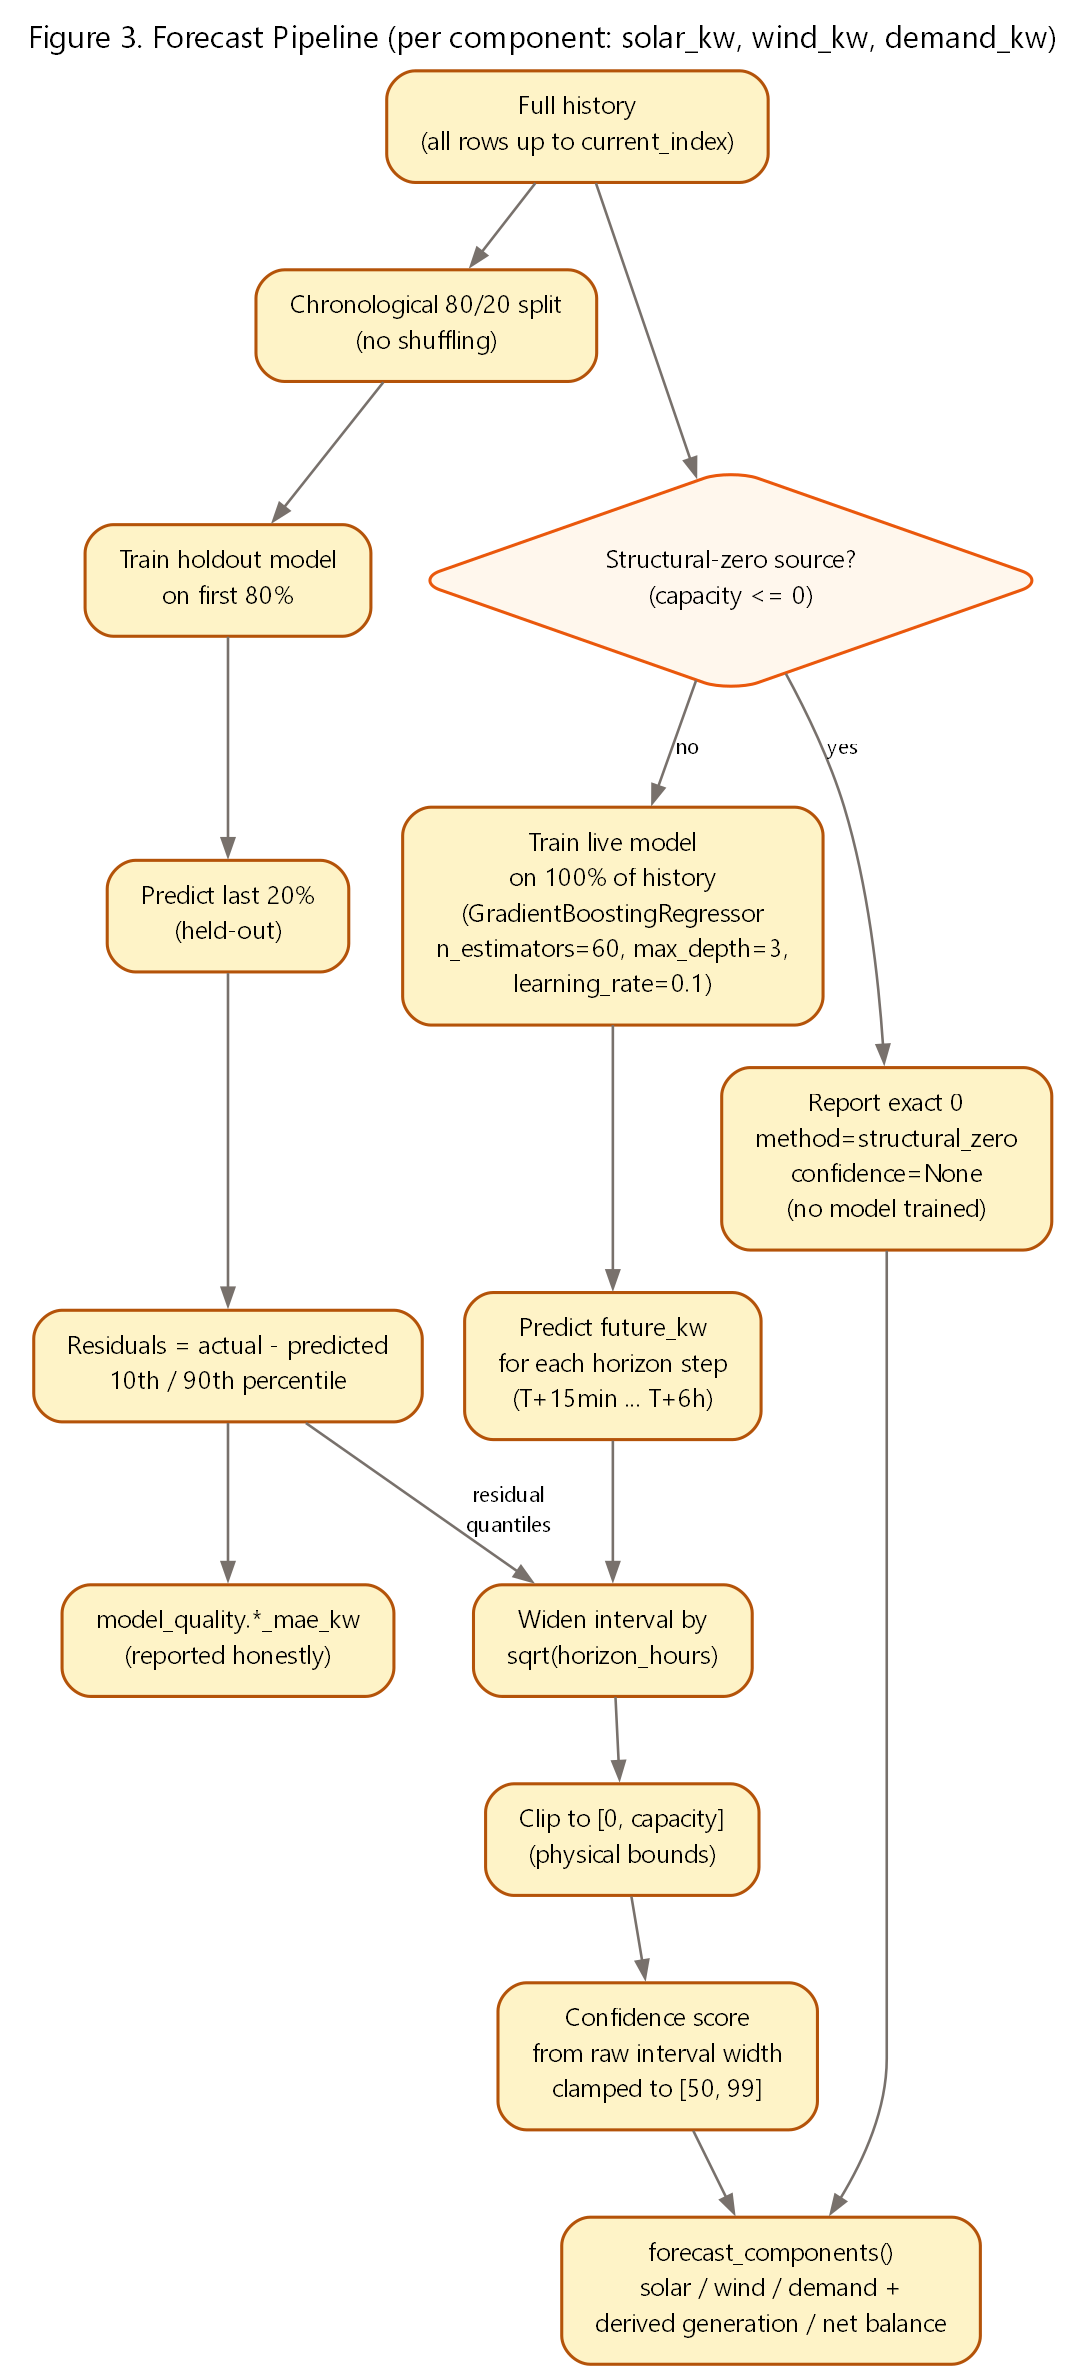 Figure 3. Forecast Pipeline (per component: solar_kw, wind_kw, demand_kw)
Full history
(all rows up to current_index)
Chronological 80/20 split
(no shuffling)
Train holdout model
on first 80%
Structural-zero source?
(capacity <= 0)
no
yes
Train live model
on 100% of history
(GradientBoostingRegressor
n_estimators=60, max_depth=3,
learning_rate=0.1)
Predict last 20%
(held-out)
Report exact 0
method=structural_zero
confidence=None
(no model trained)
Residuals = actual - predicted
10th / 90th percentile
Predict future_kw
for each horizon step
(T+15min ... T+6h)
residual
quantiles
model_quality.*_mae_kw
(reported honestly)
Widen interval by
sqrt(horizon_hours)
Clip to [0, capacity]
(physical bounds)
Confidence score
from raw interval width
clamped to [50, 99]
forecast_components()
solar / wind / demand +
derived generation / net balance